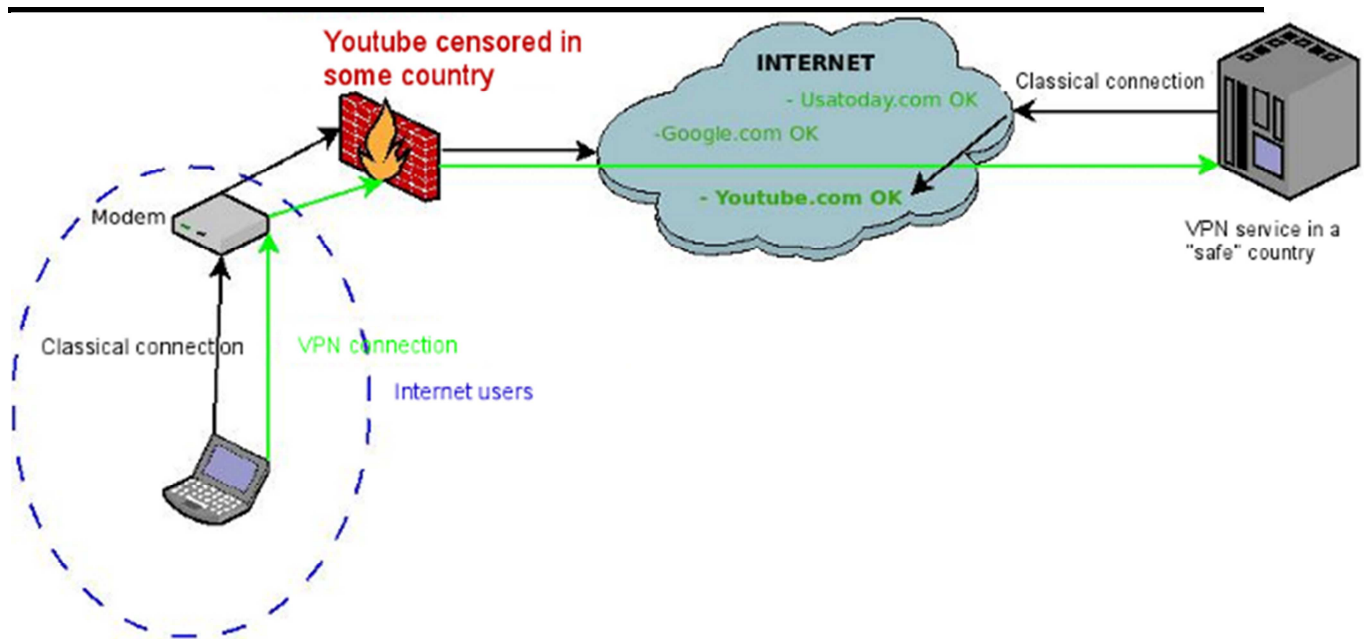 Youtube censored in
some country
INTERNET
- Usatoday.com OK
-Google.com OK
- Youtube.com OK
Classical connection
VPN service in a
"safe" country
Modem
Classical connection
VPN connection
Internet users